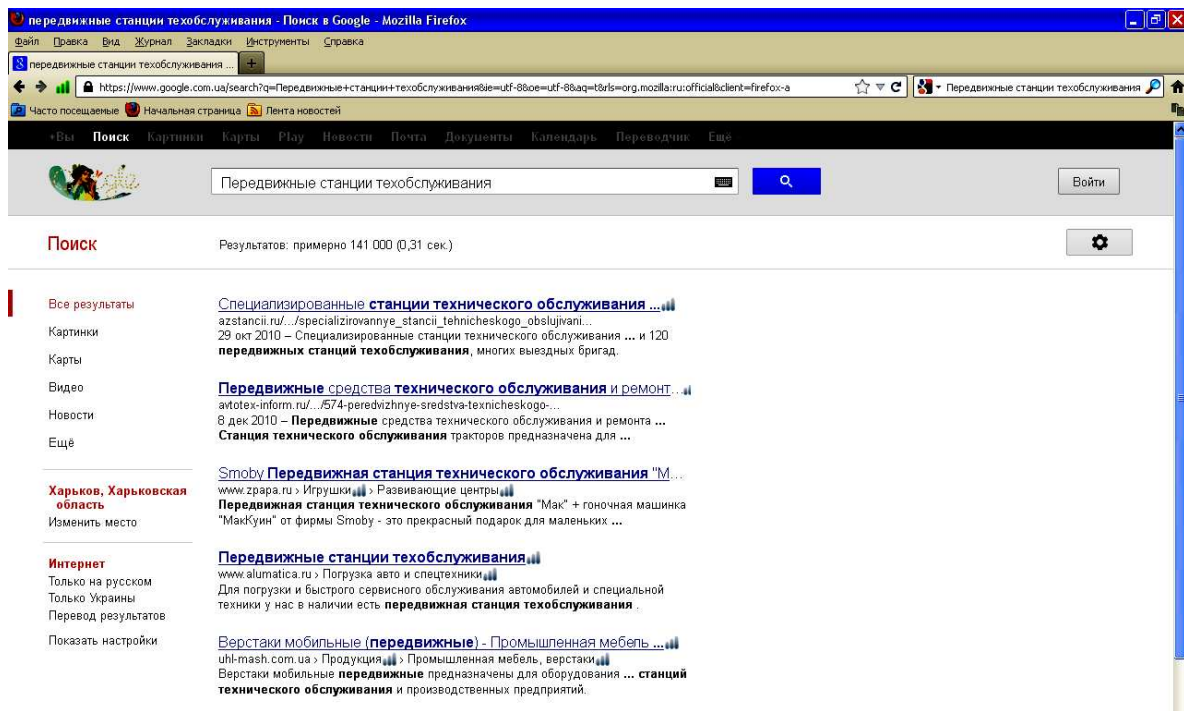 передвижные станции техобслуживания - Поиск в Google - Mozilla Firefox
Файл Правка Вид Журнал Закладки Инструменты Справка
передвижные станции техобслуживания ...
https://www.google.com.ua/search?q=Передвижные+станции+техобслуживания&ie=utf-8&oe=utf-8&aq=t&rls=org.mozilla:ru:official&client=firefox-a
Передвижные станции техобслуживания
Часто посещаемые Начальная страница Лента новостей
+Вы Поиск Картинки Карты Play Новости Почта Документы Календарь Переводчик Ещё
Передвижные станции техобслуживания
Войти
Поиск
Результатов: примерно 141 000 (0,31 сек.)
Все результаты
Картинки
Карты
Видео
Новости
Ещё
Харьков, Харьковская
область
Изменить место
Интернет
Только на русском
Только Украины
Перевод результатов
Показать настройки
Специализированные станции технического обслуживания ...
azstancii.ru/.../specializirovannye_stancii_tehnicheskogo_obslujivani...
29 окт 2010 – Специализированные станции технического обслуживания ... и 120
передвижных станций техобслуживания, многих выездных бригад.
Передвижные средства технического обслуживания и ремонт...
avtotex-inform.ru/.../574-peredvizhnye-sredstva-texnicheskogo-...
8 дек 2010 – Передвижные средства технического обслуживания и ремонта ...
Станция технического обслуживания тракторов предназначена для ...
Smoby Передвижная станция технического обслуживания "М...
www.zpapa.ru › Игрушки › Развивающие центры
Передвижная станция технического обслуживания "Мак" + гоночная машинка
"МакКуин" от фирмы Smoby - это прекрасный подарок для маленьких ...
Передвижные станции техобслуживания
www.alumatica.ru › Погрузка авто и спецтехники
Для погрузки и быстрого сервисного обслуживания автомобилей и специальной
техники у нас в наличии есть передвижная станция техобслуживания .
Верстаки мобильные (передвижные) - Промышленная мебель ...
uhl-mash.com.ua › Продукция › Промышленная мебель, верстаки
Верстаки мобильные передвижные предназначены для оборудования ... станций
технического обслуживания и производственных предприятий.